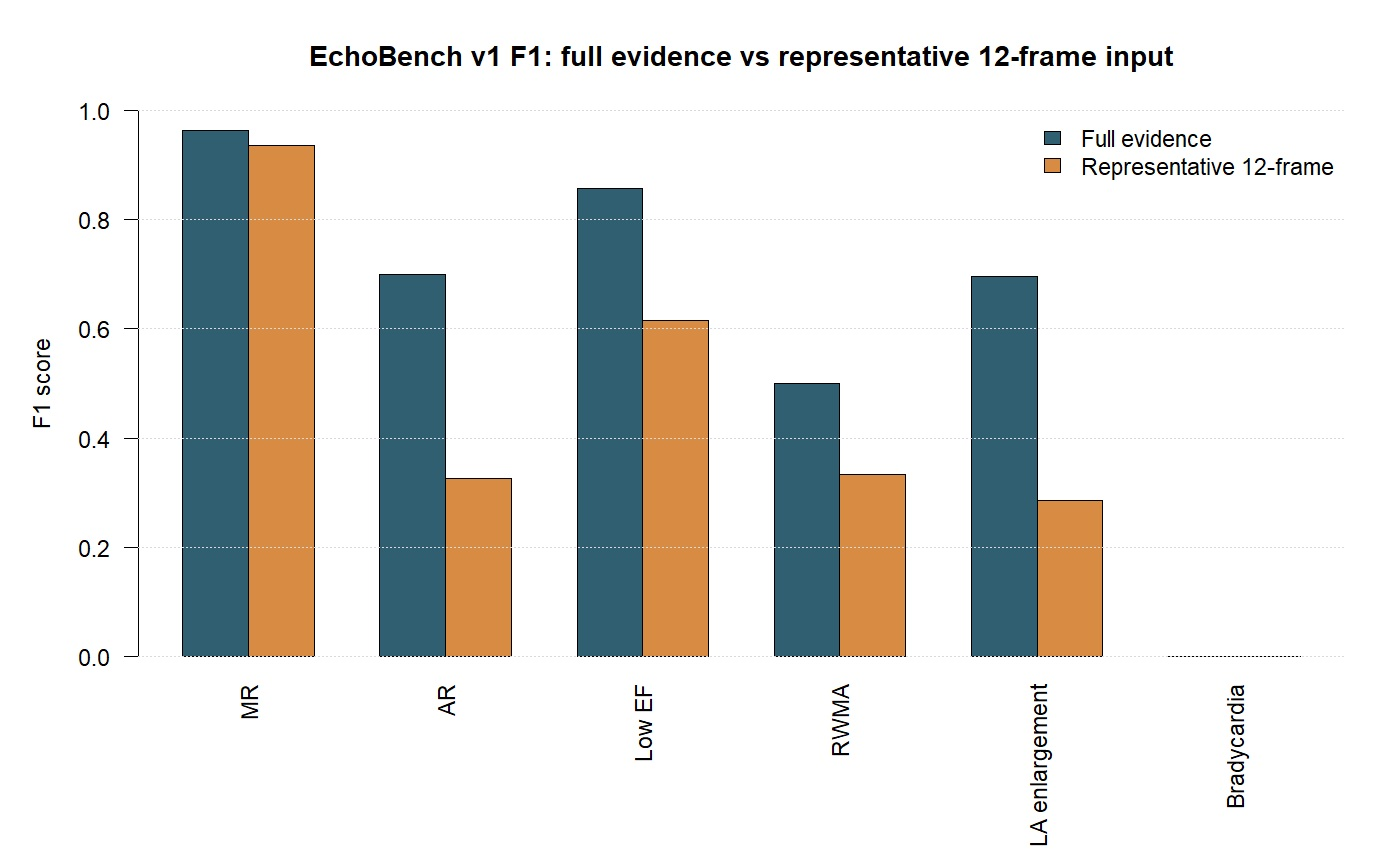 EchoBench v1 F1: full evidence vs representative 12-frame input
Full evidence
Representative 12-frame
F1 score
1.0
0.8
0.6
0.4
0.2
0.0
MR
AR
Low EF
RWMA
LA enlargement
Bradycardia